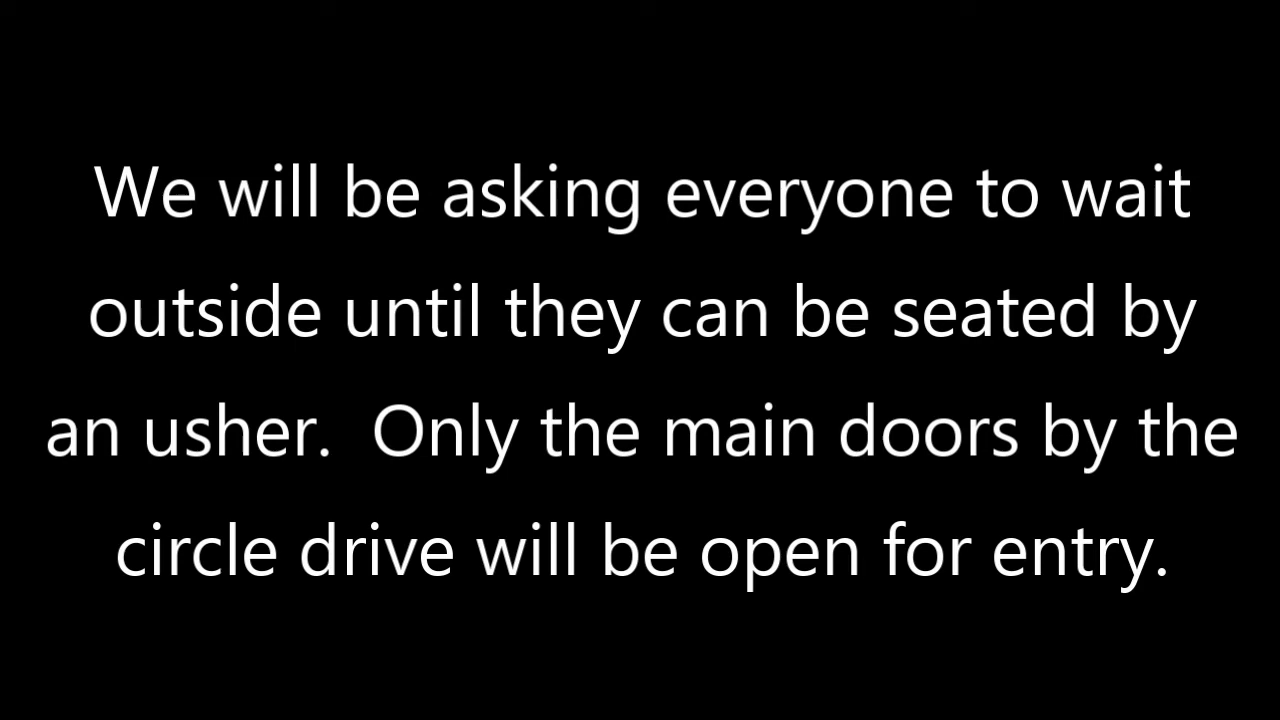 We will be asking everyone to wait
outside until they can be seated by
an usher.  Only the main doors by the
circle drive will be open for entry.